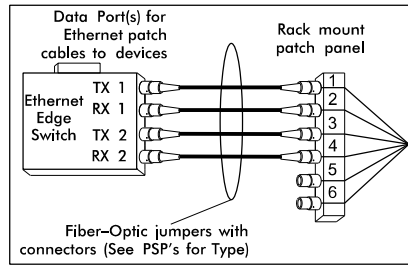 Data Port(s) for
Ethernet patch
cables to devices
Rack mount
patch panel
Ethernet
Edge
Switch
TX 1
RX 1
TX 2
RX 2
1
2
3
4
5
6
Fiber-Optic jumpers with
connectors (See PSP's for Type)